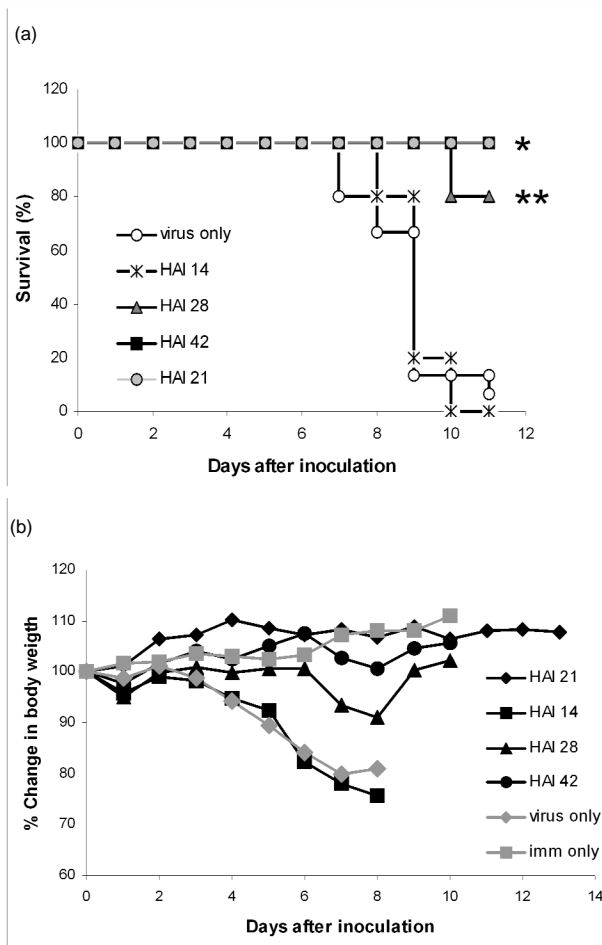 (a)
120
100
80
60
40
20
0
Survival (%)
*
**
virus only
HAI 14
HAI 28
HAI 42
HAI 21
0 2 4 6 8 10 12
Days after inoculation
(b)
120
110
100
90
80
70
60
% Change in body weigth
HAI 21
HAI 14
HAI 28
HAI 42
virus only
imm only
0 2 4 6 8 10 12 14
Days after inoculation